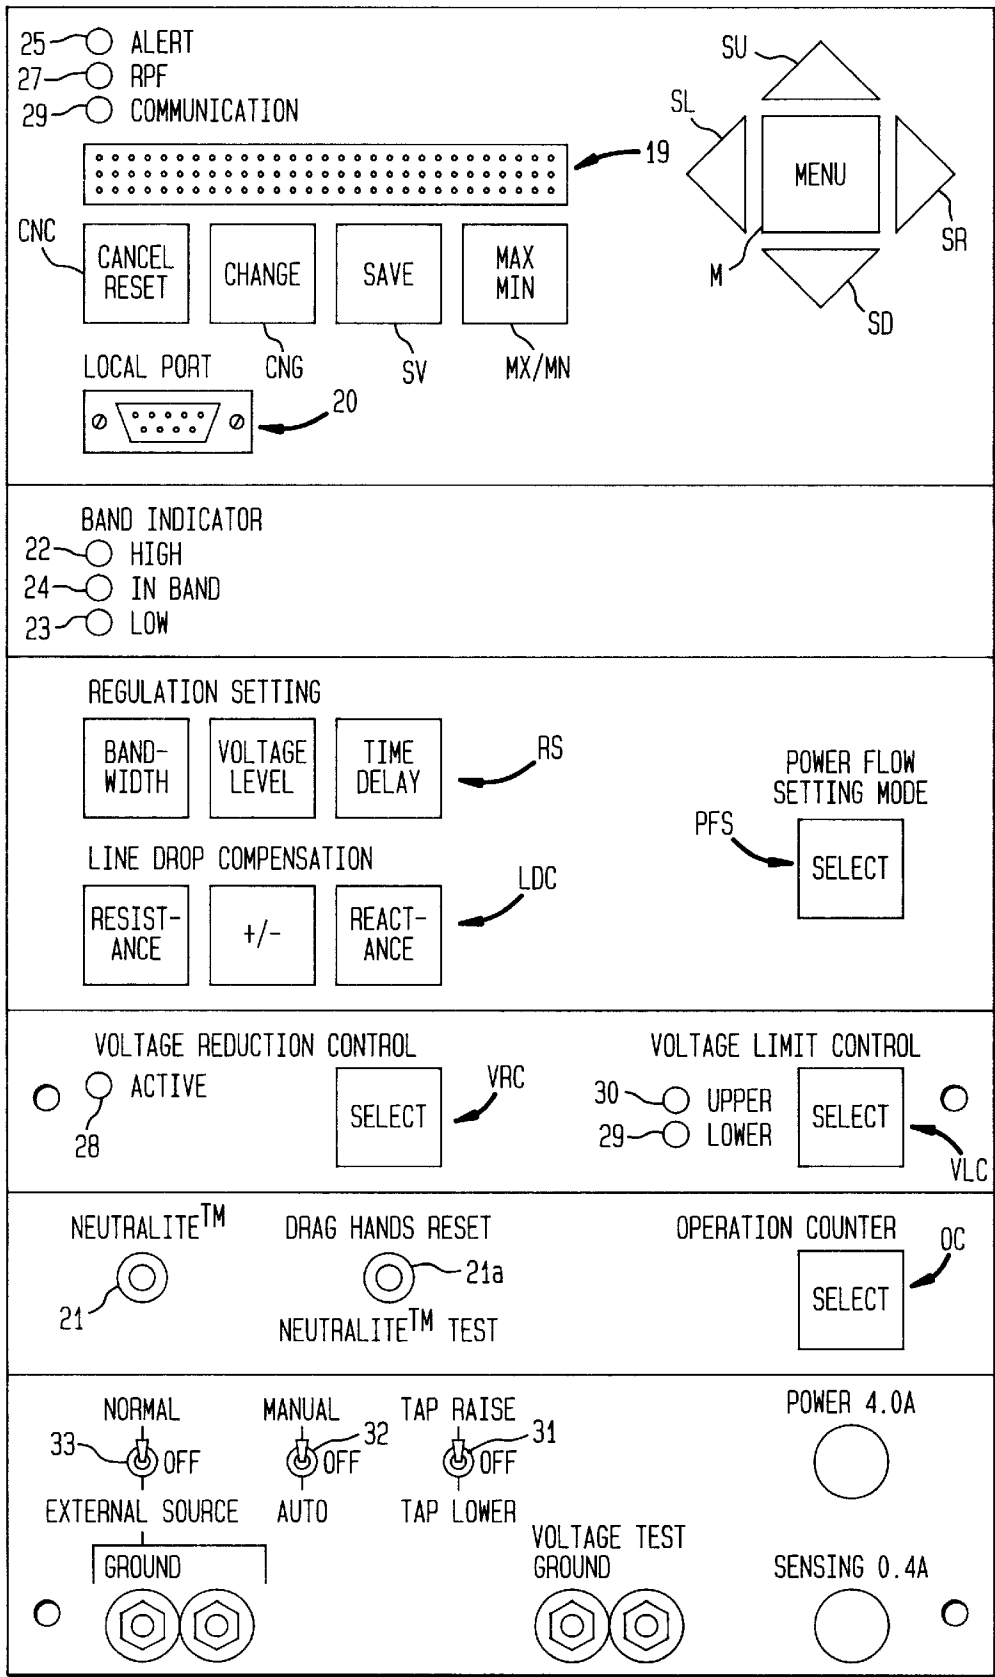 25 ALERT
27 RPF
29 COMMUNICATION
19
SU
SL
MENU
SR
M
SD
CNC
CANCEL
RESET
CHANGE
SAVE
MAX
MIN
CNG
SV
MX/MN
LOCAL PORT
20
BAND INDICATOR
22 HIGH
24 IN BAND
23 LOW
REGULATION SETTING
BAND-
WIDTH
VOLTAGE
LEVEL
TIME
DELAY
RS
POWER FLOW
SETTING MODE
PFS
SELECT
LINE DROP COMPENSATION
RESIST-
ANCE
+/-
REACT-
ANCE
LDC
VOLTAGE REDUCTION CONTROL
ACTIVE
28
SELECT
VRC
VOLTAGE LIMIT CONTROL
30 UPPER
29 LOWER
SELECT
VLC
NEUTRALITE™
21
DRAG HANDS RESET
21a
NEUTRALITE™ TEST
OPERATION COUNTER
OC
SELECT
NORMAL
33 OFF
EXTERNAL SOURCE
GROUND
MANUAL
32
OFF
AUTO
TAP RAISE
31
OFF
TAP LOWER
VOLTAGE TEST
GROUND
POWER 4.0A
SENSING 0.4A